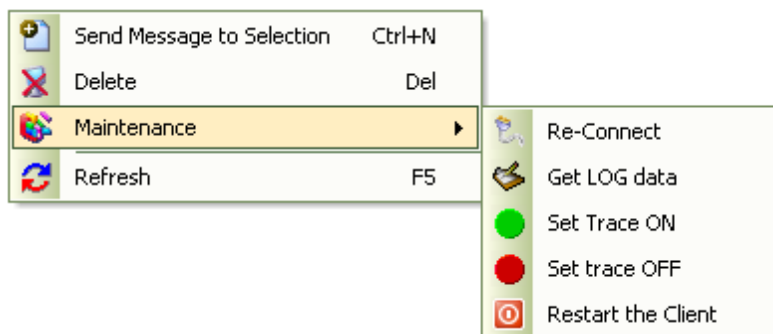 Send Message to Selection Ctrl+N
Delete Del
Maintenance
Refresh F5
Re-Connect
Get LOG data
Set Trace ON
Set trace OFF
Restart the Client